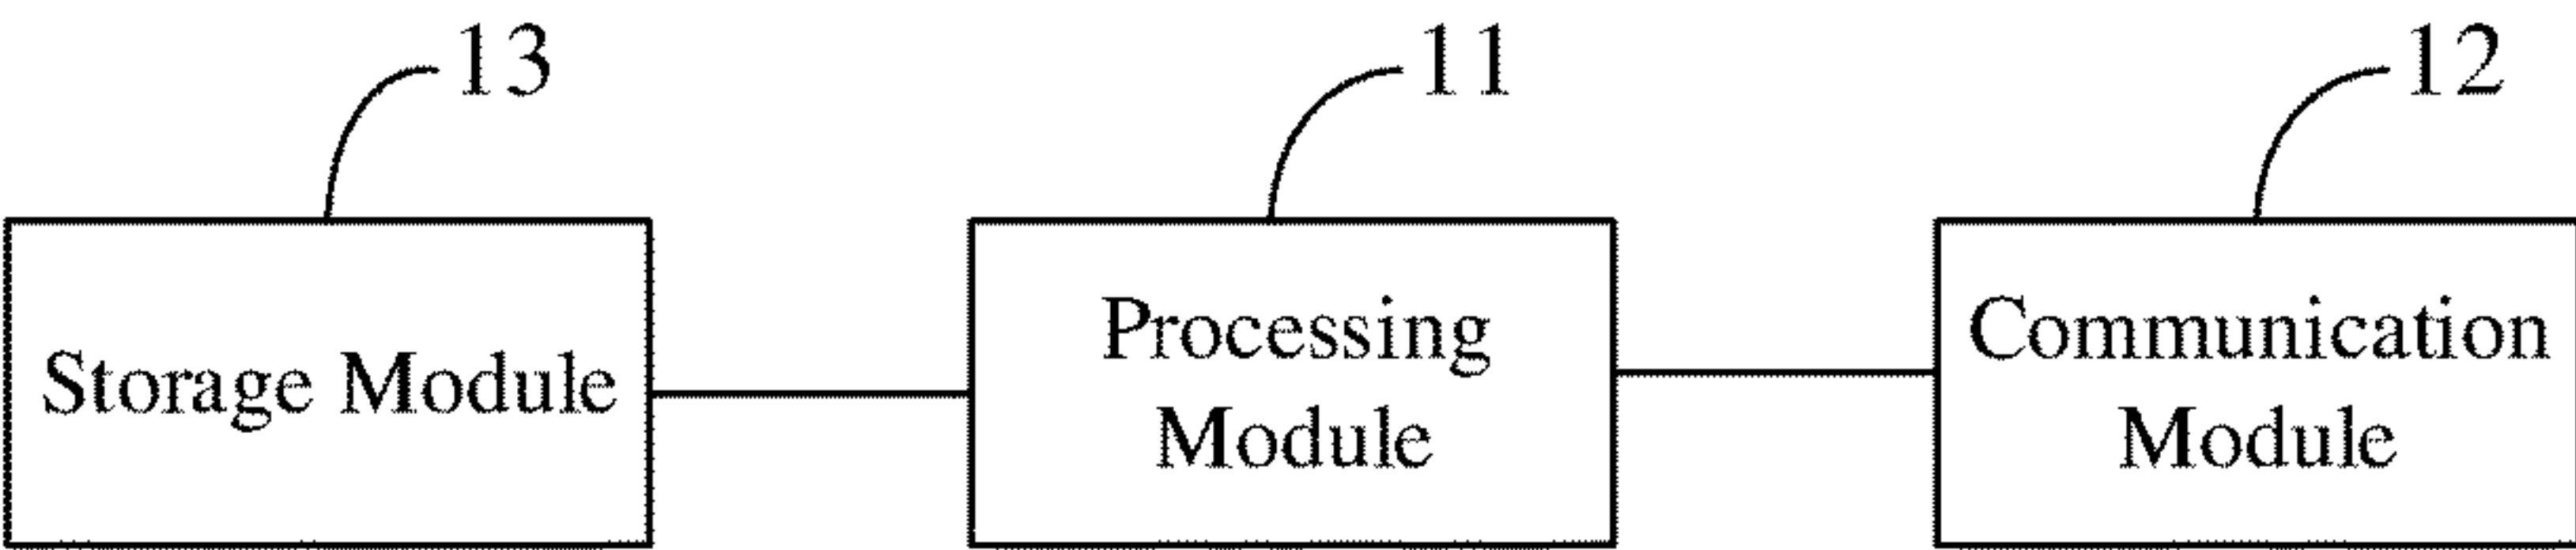 13
11
12
Storage Module
Processing
Module
Communication
Module